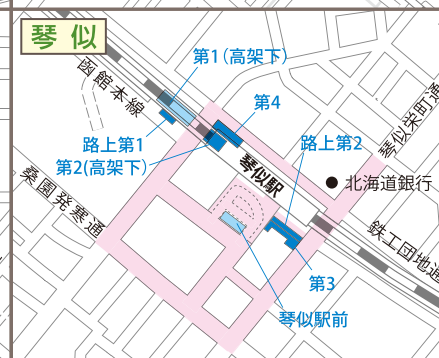 琴似
第1(高架下)
函館本線
第4
琴似栄町通
路上第1
路上第2
第2(高架下)
琴似駅
北海道銀行
桑園発寒通
鉄工団地通
第3
琴似駅前